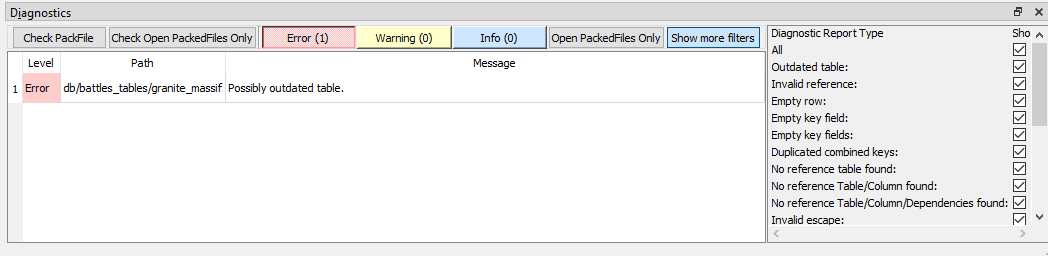 Diagnostics
Check PackFile
Check Open PackedFiles Only
Error (1)
Warning (0)
Info (0)
Open PackedFiles Only
Show more filters
Level Path Message
1 Error db/battles_tables/granite_massif Possibly outdated table.
Diagnostic Report Type Sho
All
Outdated table:
Invalid reference:
Empty row:
Empty key field:
Empty key fields:
Duplicated combined keys:
No reference table found:
No reference Table/Column found:
No reference Table/Column/Dependencies found:
Invalid escape: